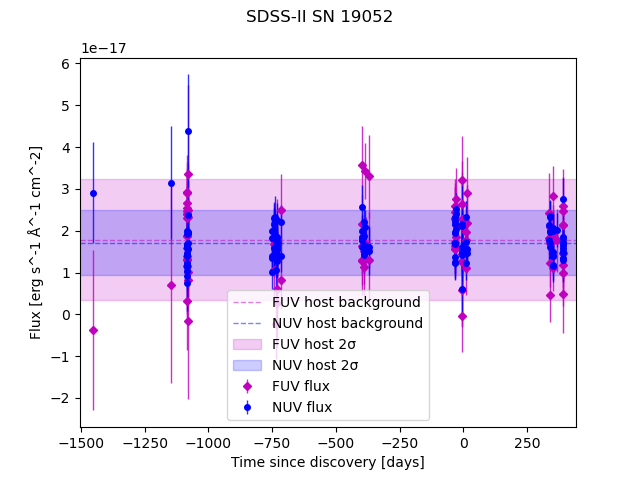 SDSS-II SN 19052
1e−17
6
5
4
3
2
1
0
−1
−2
Flux [erg s^-1 Å^-1 cm^-2]
FUV host background
NUV host background
FUV host 2σ
NUV host 2σ
FUV flux
NUV flux
−1500 −1250 −1000 −750 −500 −250 0 250
Time since discovery [days]